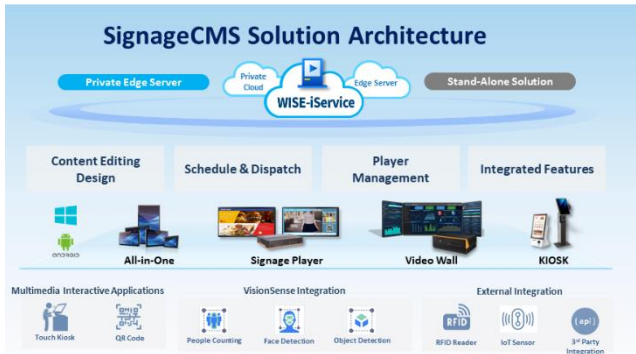 SignageCMS Solution Architecture
Private Edge Server
Private
Cloud
Edge Server
WISE-iService
Stand-Alone Solution
Content Editing
Design
Schedule & Dispatch
Player
Management
Integrated Features
android
All-in-One
Signage Player
Video Wall
KIOSK
Multimedia Interactive Applications
VisionSense Integration
External Integration
RFID
{api}
Touch Kiosk
QR Code
People Counting
Face Detection
Object Detection
RFID Reader
IoT Sensor
3rd Party
Integration